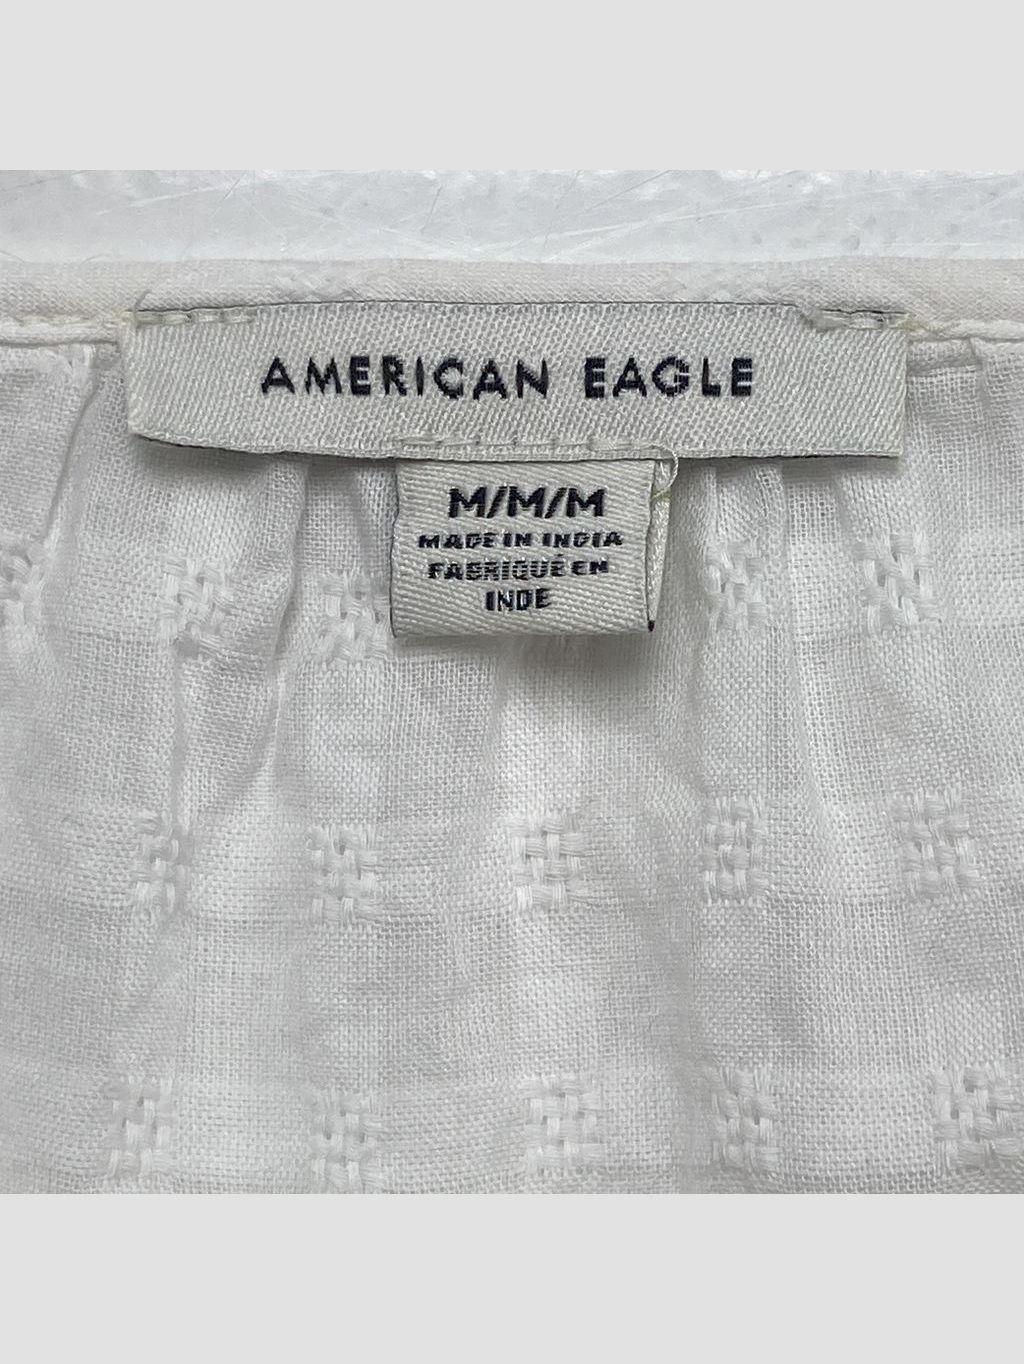 AMERICAN EAGLE
M/M/M
MADE IN INDIA
FABRIQUÉ EN
INDE